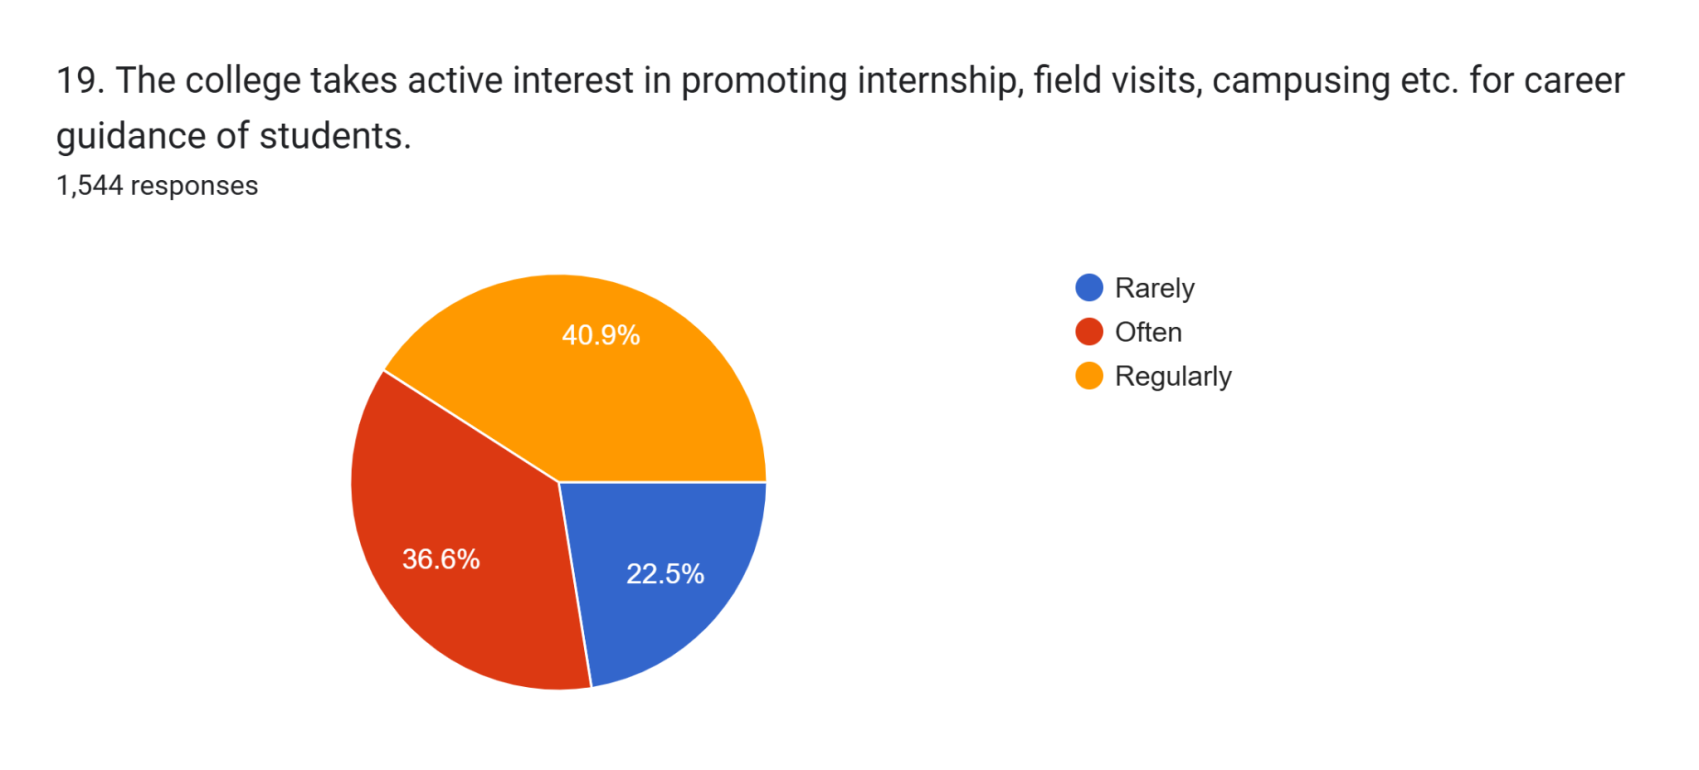 19. The college takes active interest in promoting internship, field visits, campusing etc. for career
guidance of students.
1,544 responses
Rarely
Often
Regularly
40.9%
36.6%
22.5%